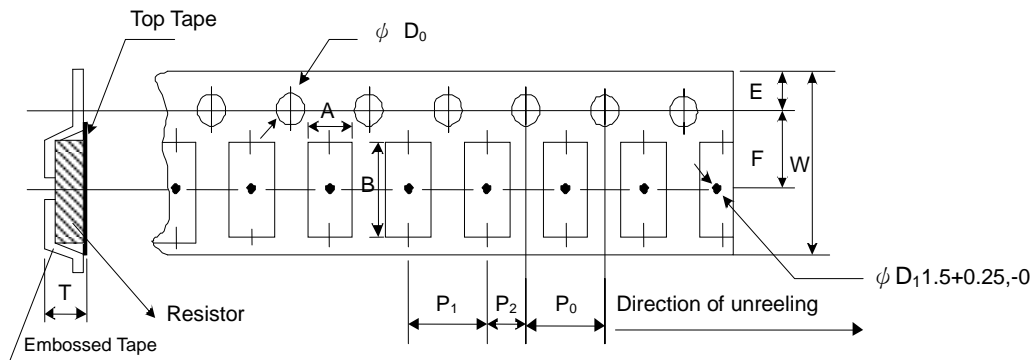 Top Tape
φ D₀
E
A
F
W
B
φ D₁ 1.5+0.25,-0
T
P₁
P₂
P₀
Direction of unreeling
Resistor
Embossed Tape